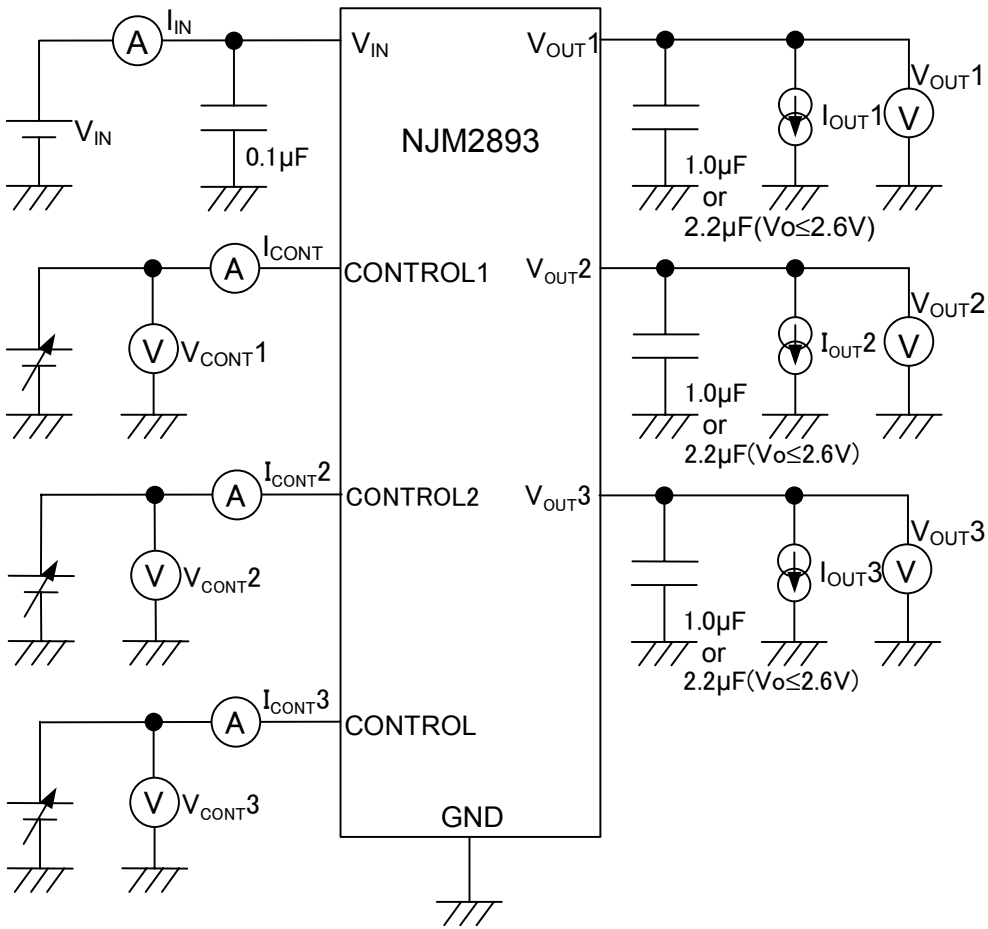 I_IN
A
V_IN
V_OUT1
V_OUT1
V_IN
NJM2893
I_OUT1
V
0.1μF
1.0μF
or
2.2μF(Vo≤2.6V)
I_CONT
A
CONTROL1
V_OUT2
V_OUT2
V
V_CONT1
I_OUT2
V
1.0μF
or
2.2μF(Vo≤2.6V)
I_CONT2
A
CONTROL2
V_OUT3
V_OUT3
V
V_CONT2
I_OUT3
V
1.0μF
or
2.2μF(Vo≤2.6V)
I_CONT3
A
CONTROL
V
V_CONT3
GND